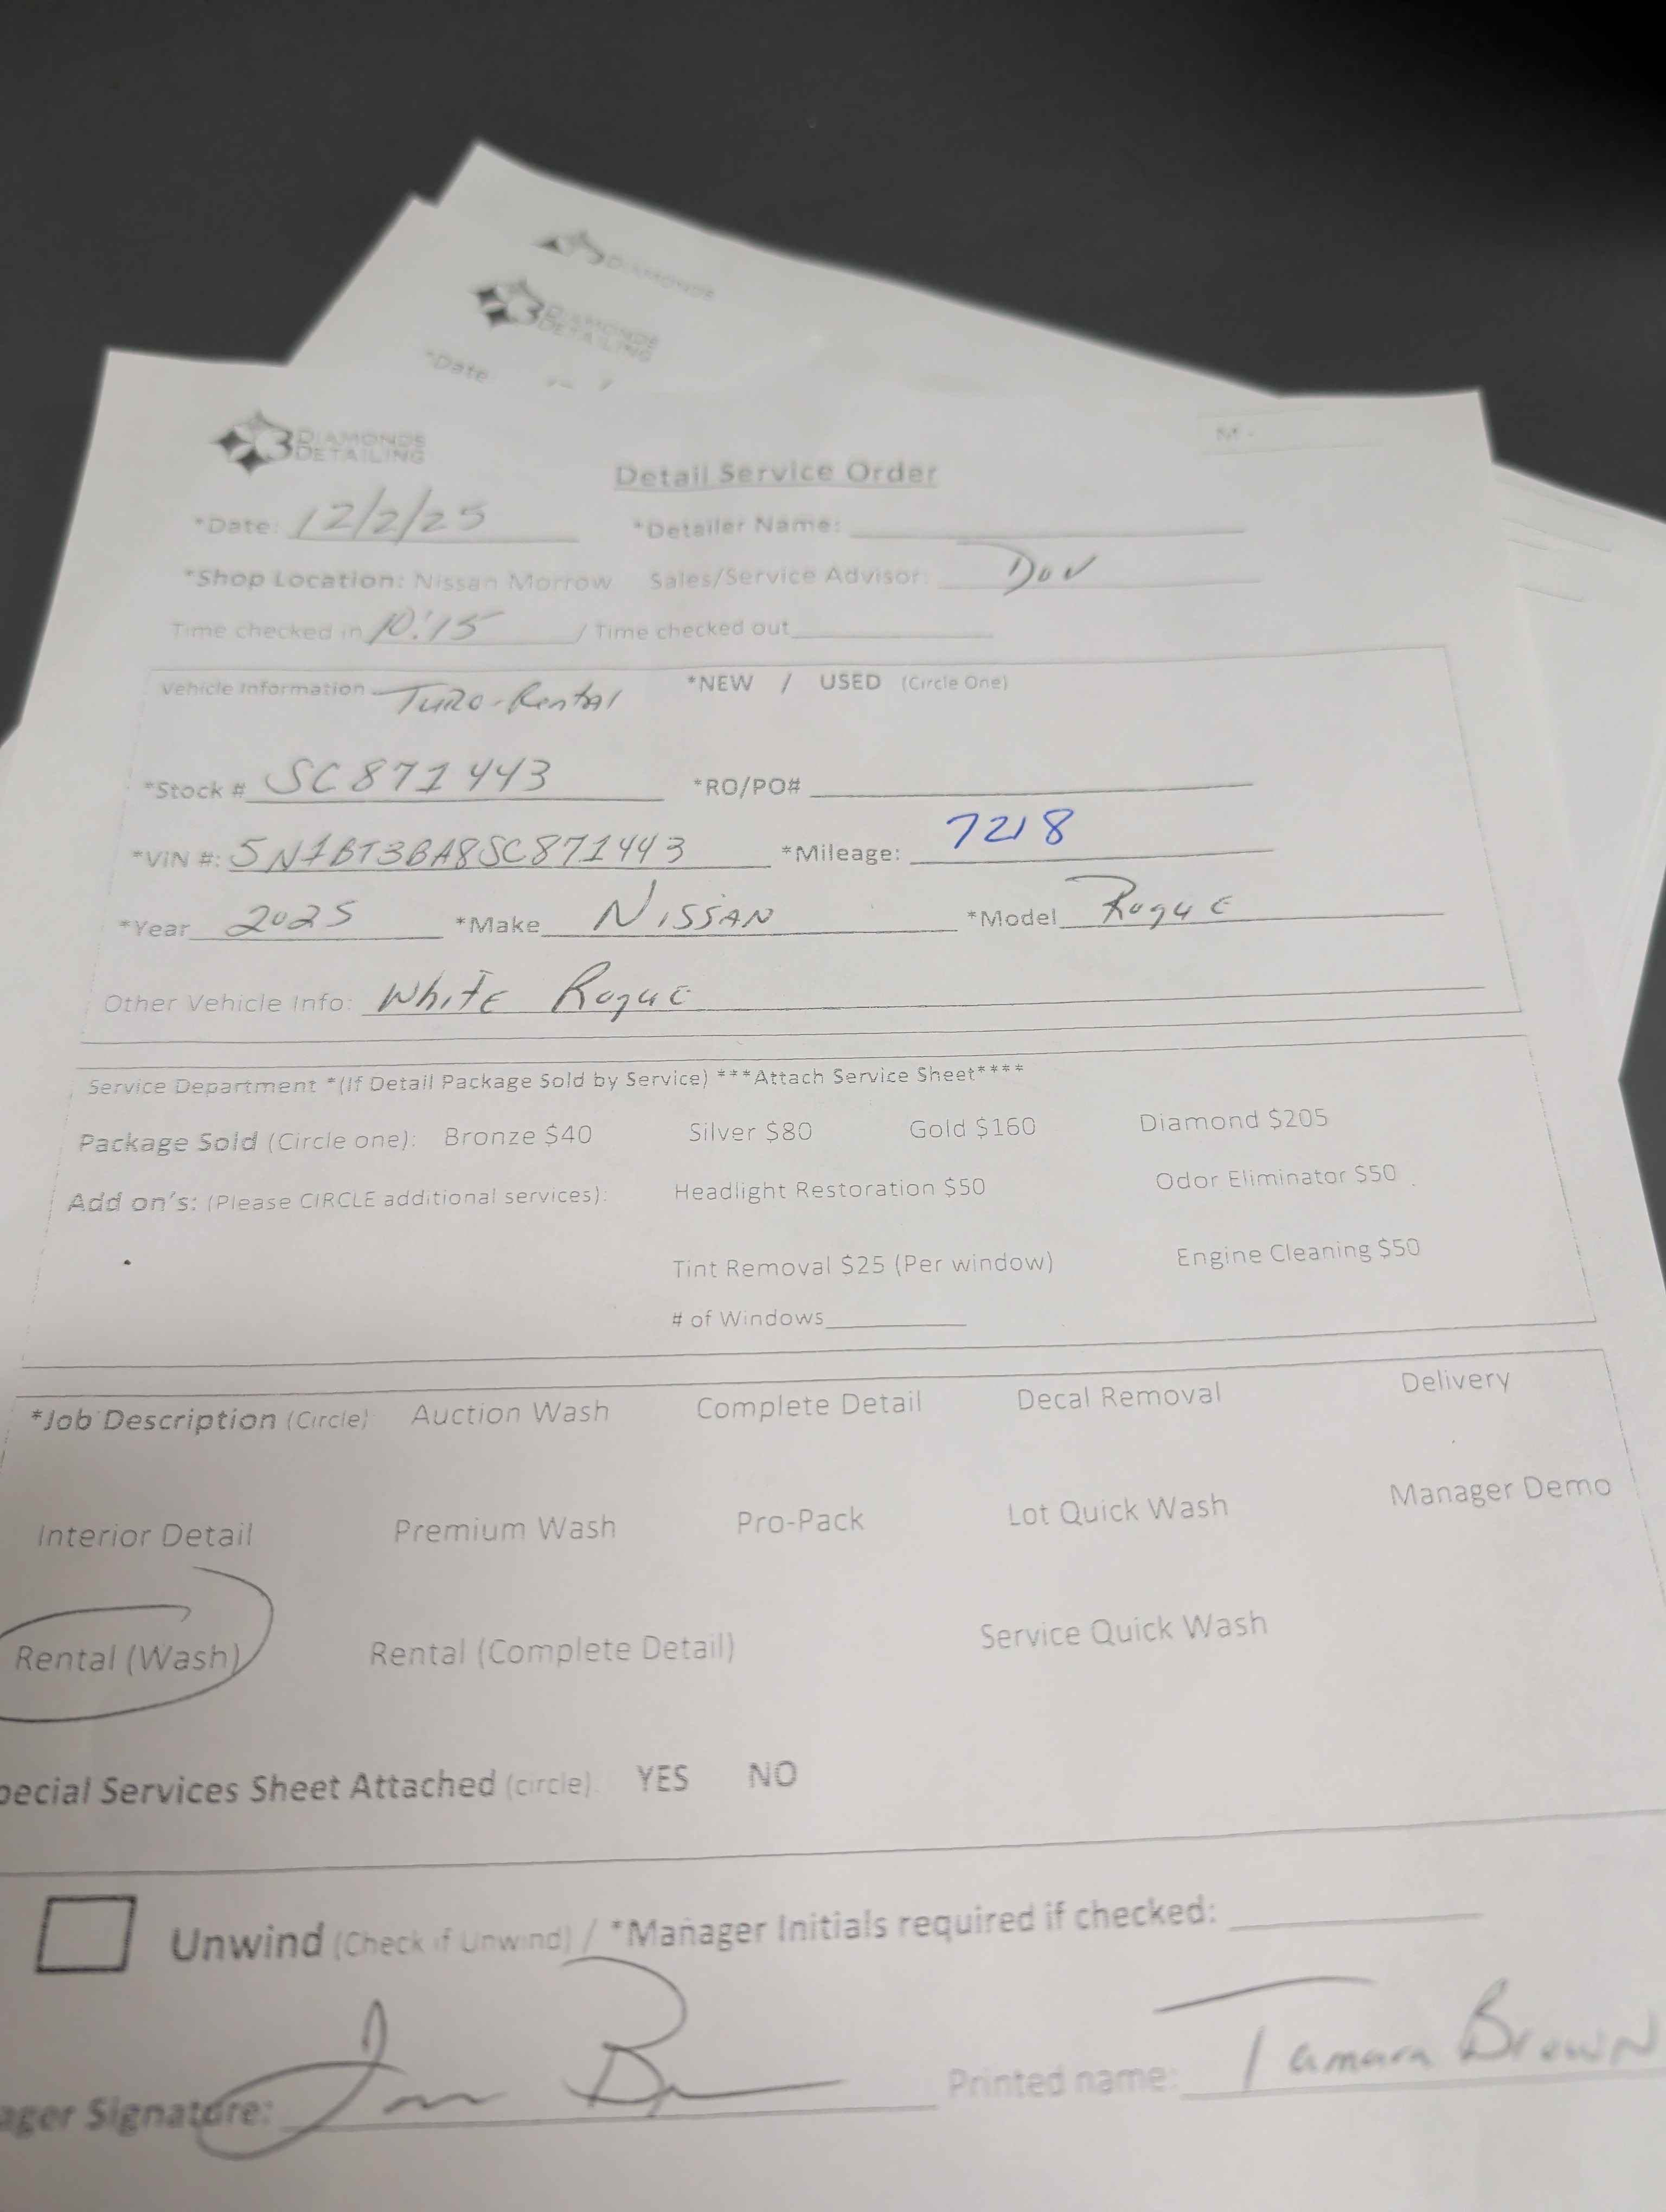 DIAMONDS
3 DIAMONDS
DETAILING
*Date
3 DIAMONDS
DETAILING
M -
Detail Service Order
*Date: 12/2/25 *Detailer Name:
*Shop Location: Nissan Morrow Sales/Service Advisor: Dov
Time checked in 10:15 / Time checked out
Vehicle Information Turo-Rental *NEW / USED (Circle One)
*Stock # SC871443 *RO/PO#
*VIN #: 5N1BT3BA8SC871443 *Mileage: 7218
*Year 2025 *Make NISSAN *Model Rogue
Other Vehicle Info: White Rogue
Service Department *(If Detail Package Sold by Service) ***Attach Service Sheet****
Package Sold (Circle one): Bronze $40 Silver $80 Gold $160 Diamond $205
Add on's: (Please CIRCLE additional services): Headlight Restoration $50 Odor Eliminator $50
Tint Removal $25 (Per window) Engine Cleaning $50
# of Windows
*Job Description (Circle) Auction Wash Complete Detail Decal Removal Delivery
Interior Detail Premium Wash Pro-Pack Lot Quick Wash Manager Demo
Rental (Wash) Rental (Complete Detail) Service Quick Wash
pecial Services Sheet Attached (circle). YES NO
Unwind (Check if Unwind) / *Manager Initials required if checked:
ager Signature: Printed name: Tamara Brown